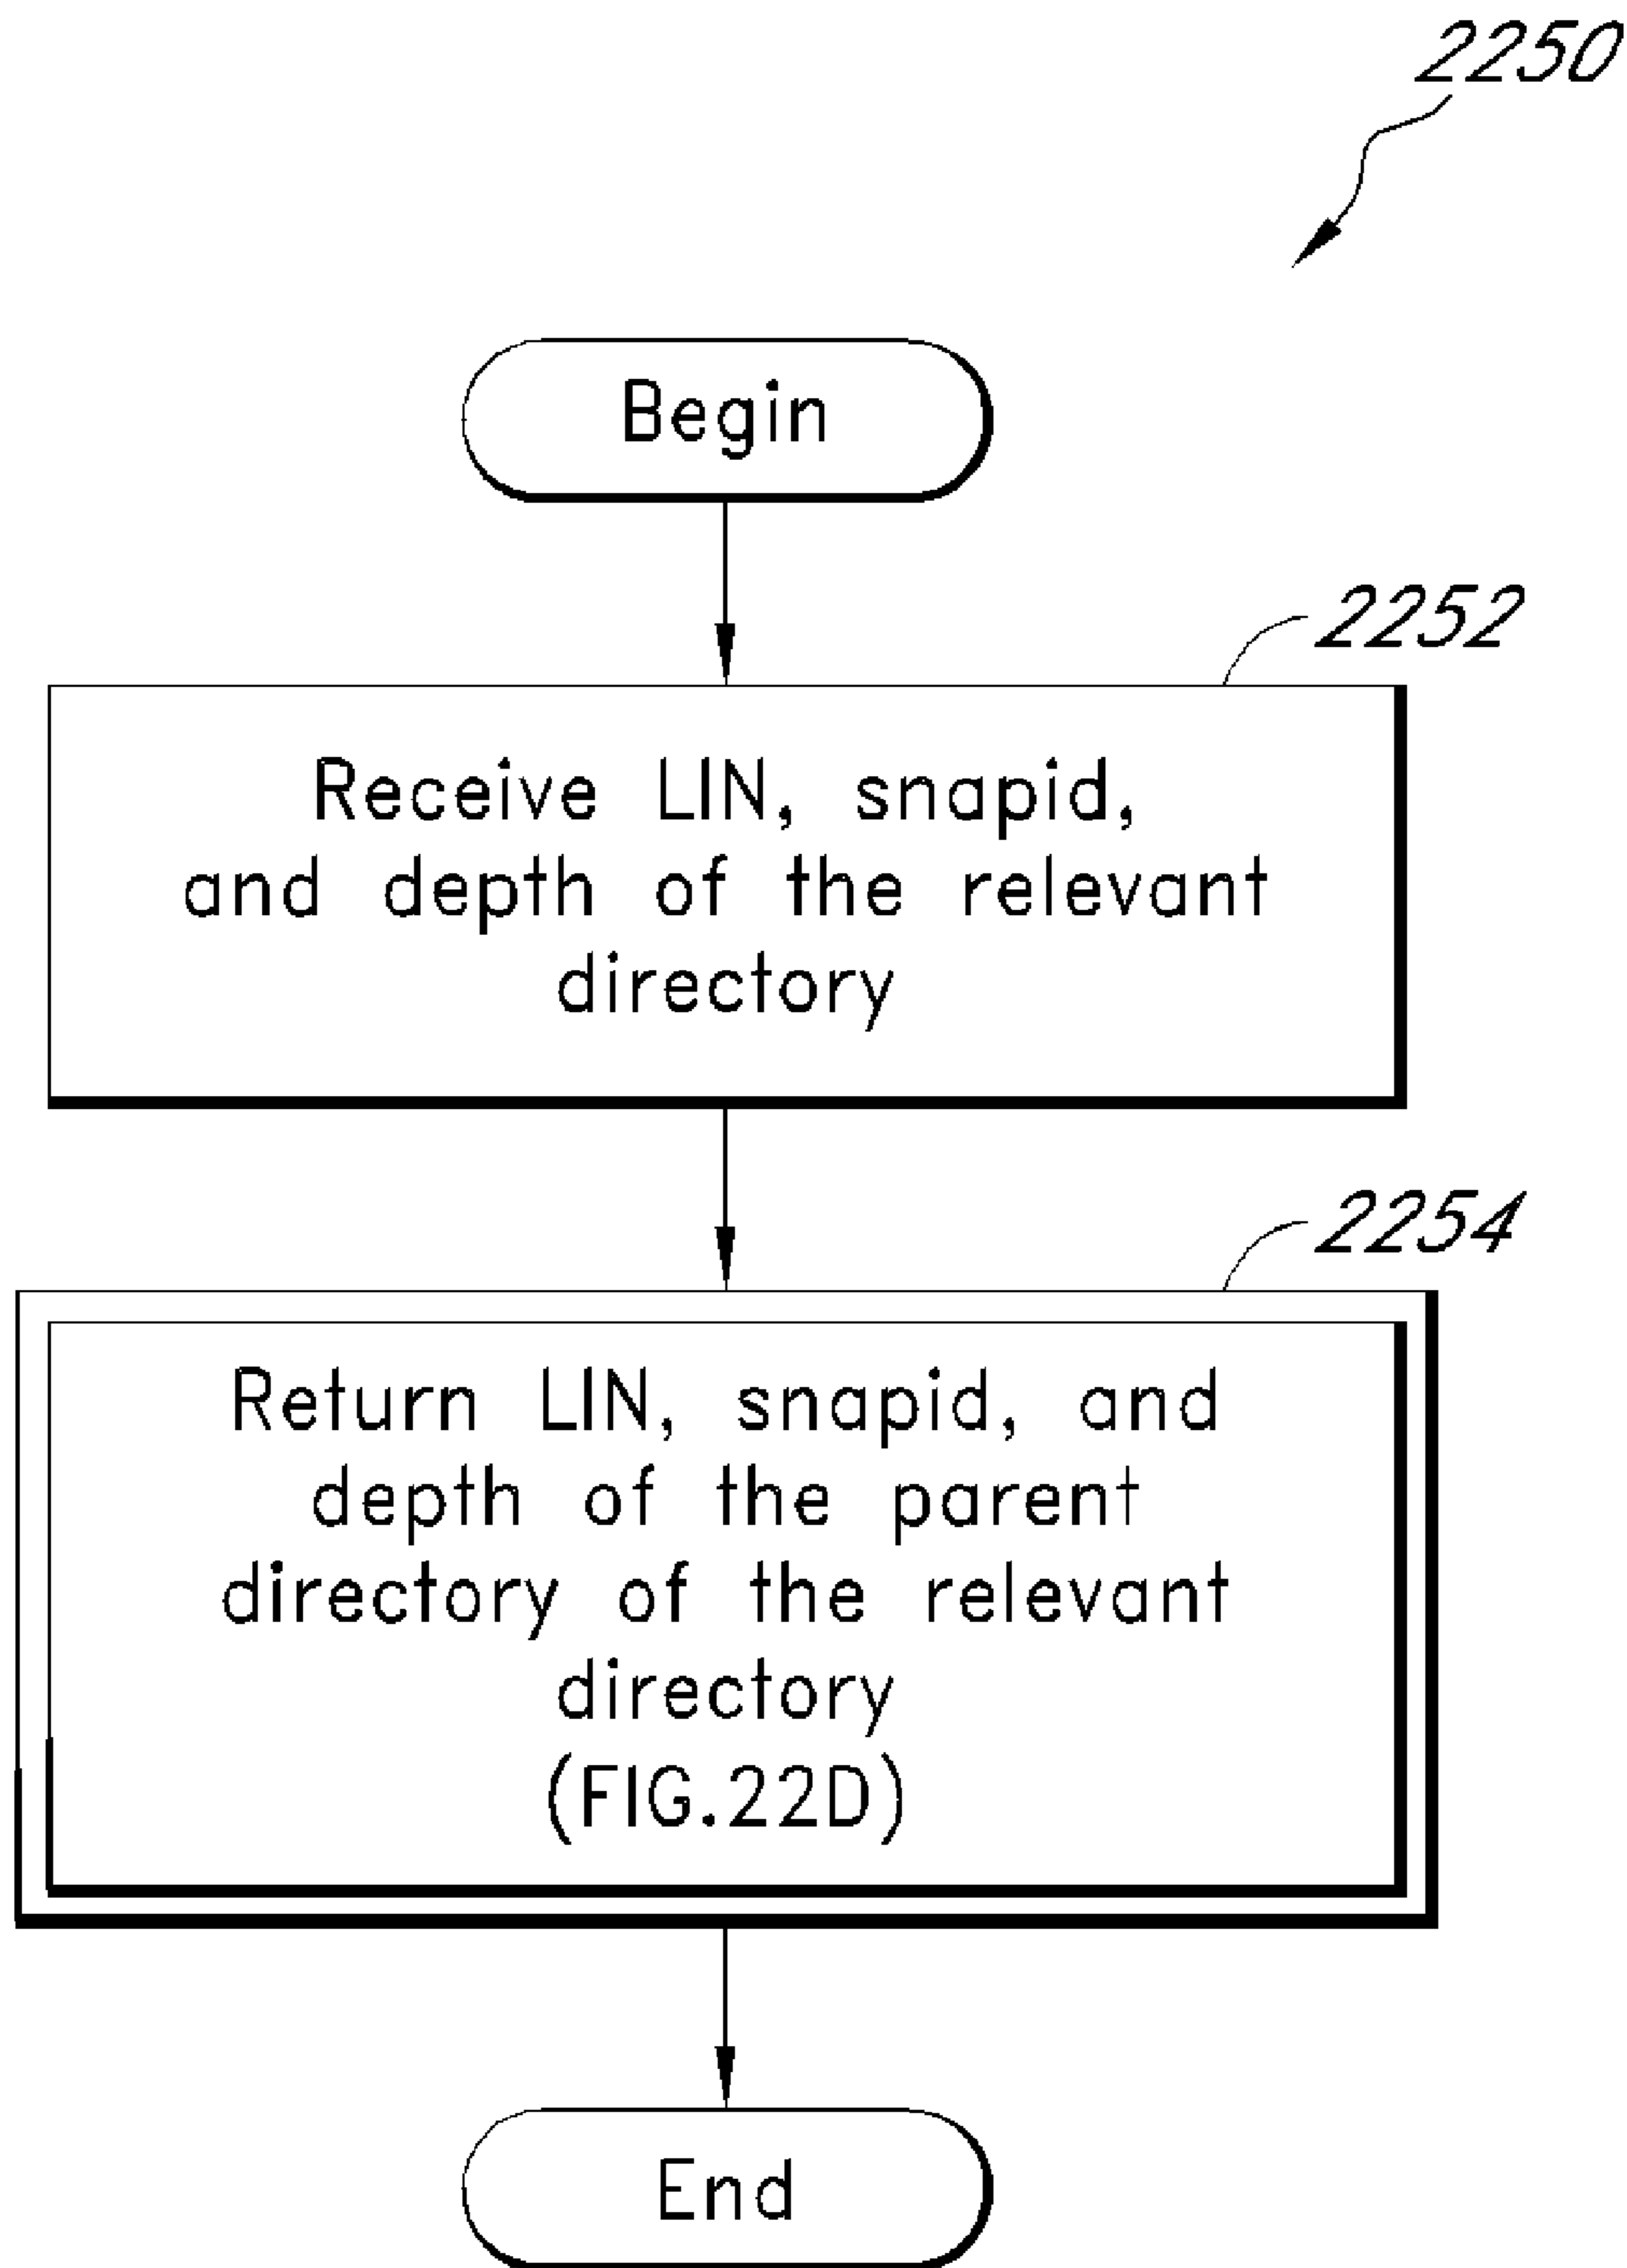 2250
Begin
2252
Receive LIN, snapid,
and depth of the relevant
directory
2254
Return LIN, snapid, and
depth of the parent
directory of the relevant
directory
(FIG.22D)
End